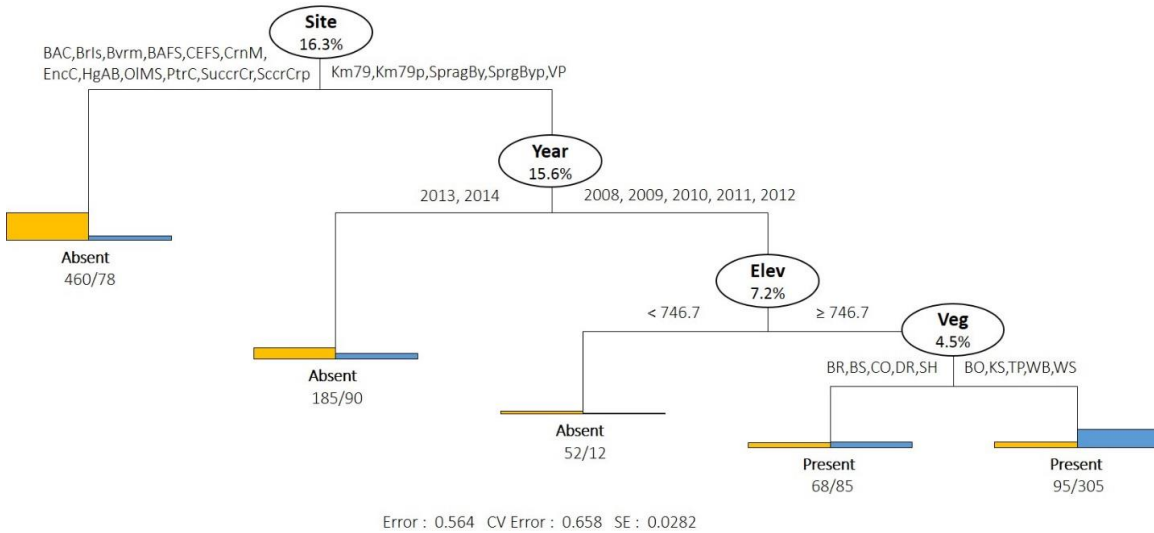 Site
16.3%
BAC,Brls,Bvrm,BAFS,CEFS,CrnM,
EncC,HgAB,OlMS,PtrC,SuccrCr,SccrCrp
Km79,Km79p,SpragBy,SprgByp,VP
Year
15.6%
2013, 2014
2008, 2009, 2010, 2011, 2012
Absent
460/78
Elev
7.2%
< 746.7
≥ 746.7
Veg
4.5%
Absent
185/90
BR,BS,CO,DR,SH
BO,KS,TP,WB,WS
Absent
52/12
Present
68/85
Present
95/305
Error : 0.564 CV Error : 0.658 SE : 0.0282